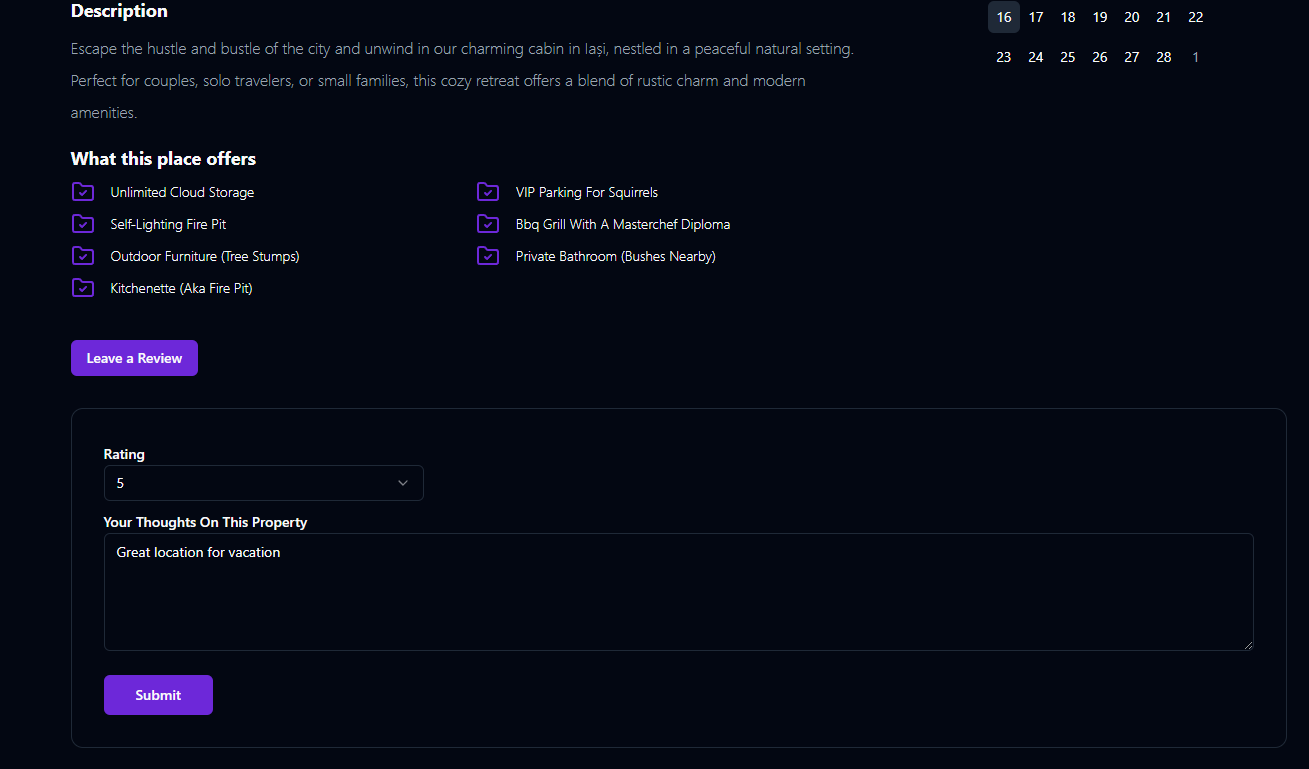 Description
Escape the hustle and bustle of the city and unwind in our charming cabin in Iași, nestled in a peaceful natural setting.
Perfect for couples, solo travelers, or small families, this cozy retreat offers a blend of rustic charm and modern
amenities.
16 17 18 19 20 21 22
23 24 25 26 27 28 1
What this place offers
Unlimited Cloud Storage
VIP Parking For Squirrels
Self-Lighting Fire Pit
Bbq Grill With A Masterchef Diploma
Outdoor Furniture (Tree Stumps)
Private Bathroom (Bushes Nearby)
Kitchenette (Aka Fire Pit)
Leave a Review
Rating
5
Your Thoughts On This Property
Great location for vacation
Submit